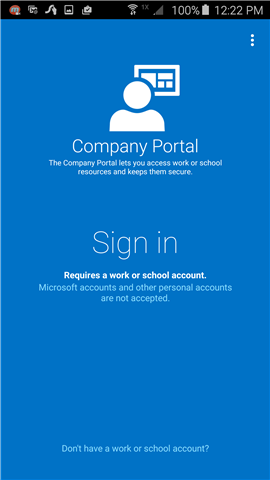 1X 100% 12:22 PM
Company Portal
The Company Portal lets you access work or school
resources and keeps them secure.
Sign in
Requires a work or school account.
Microsoft accounts and other personal accounts
are not accepted.
Don't have a work or school account?